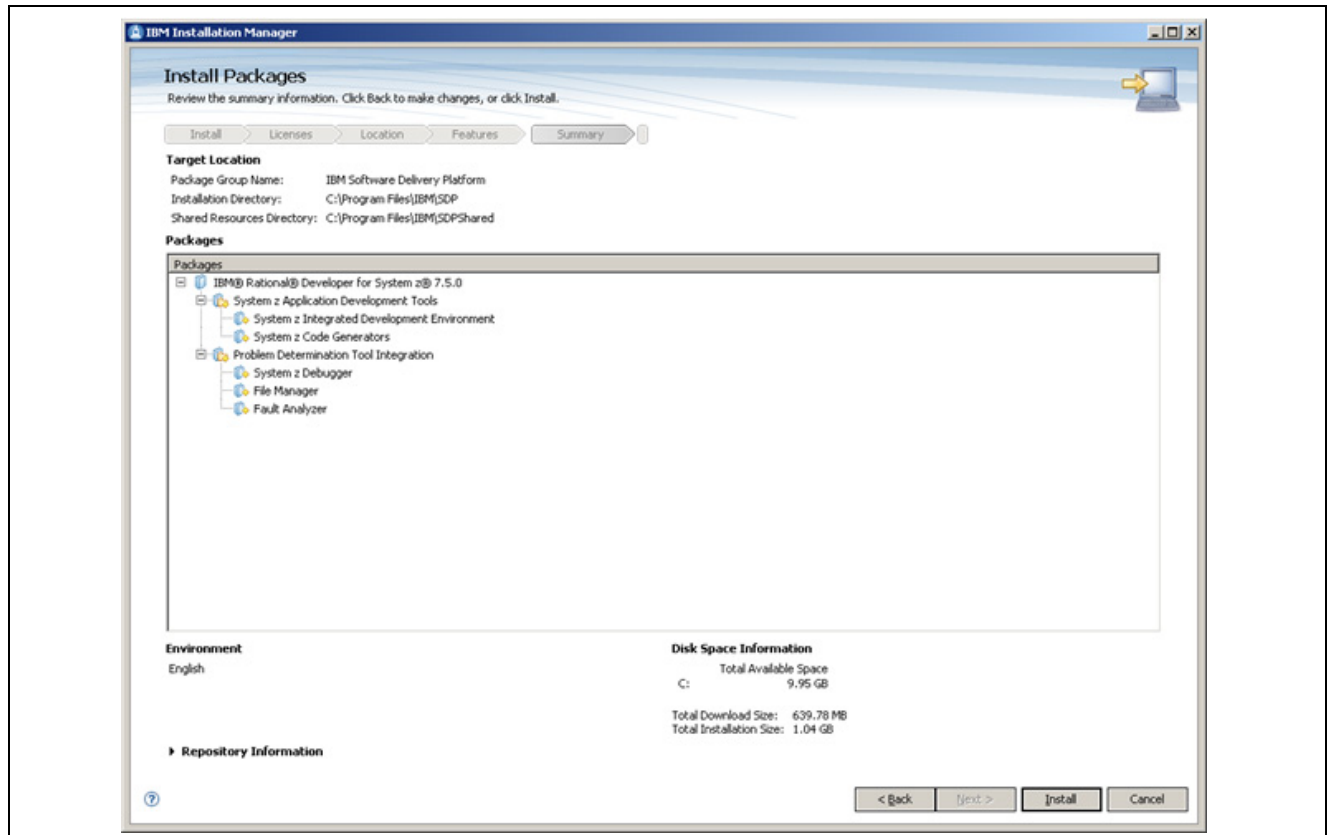 IBM Installation Manager
Install Packages
Review the summary information. Click Back to make changes, or click Install.
Install Licenses Location Features Summary
Target Location
Package Group Name: IBM Software Delivery Platform
Installation Directory: C:\Program Files\IBM\SDP
Shared Resources Directory: C:\Program Files\IBM\SDPShared
Packages
Packages
IBM® Rational® Developer for System z® 7.5.0
System z Application Development Tools
System z Integrated Development Environment
System z Code Generators
Problem Determination Tool Integration
System z Debugger
File Manager
Fault Analyzer
Environment
English
Disk Space Information
Total Available Space
C: 9.95 GB
Total Download Size: 639.78 MB
Total Installation Size: 1.04 GB
Repository Information
? < Back Next > Install Cancel